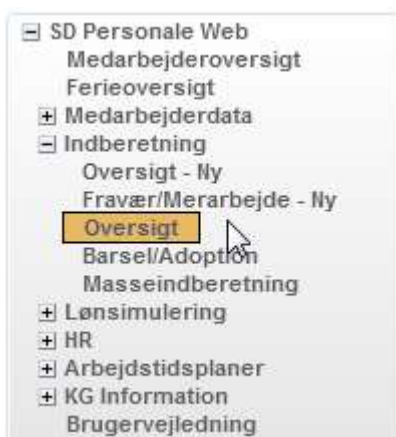 SD Personale Web
Medarbejderoversigt
Ferieoversigt
Medarbejderdata
Indberetning
Oversigt - Ny
Fravær/Merarbejde - Ny
Oversigt
Barsel/Adoption
Masseindberetning
Lønsimulering
HR
Arbejdstidsplaner
KG Information
Brugervejledning